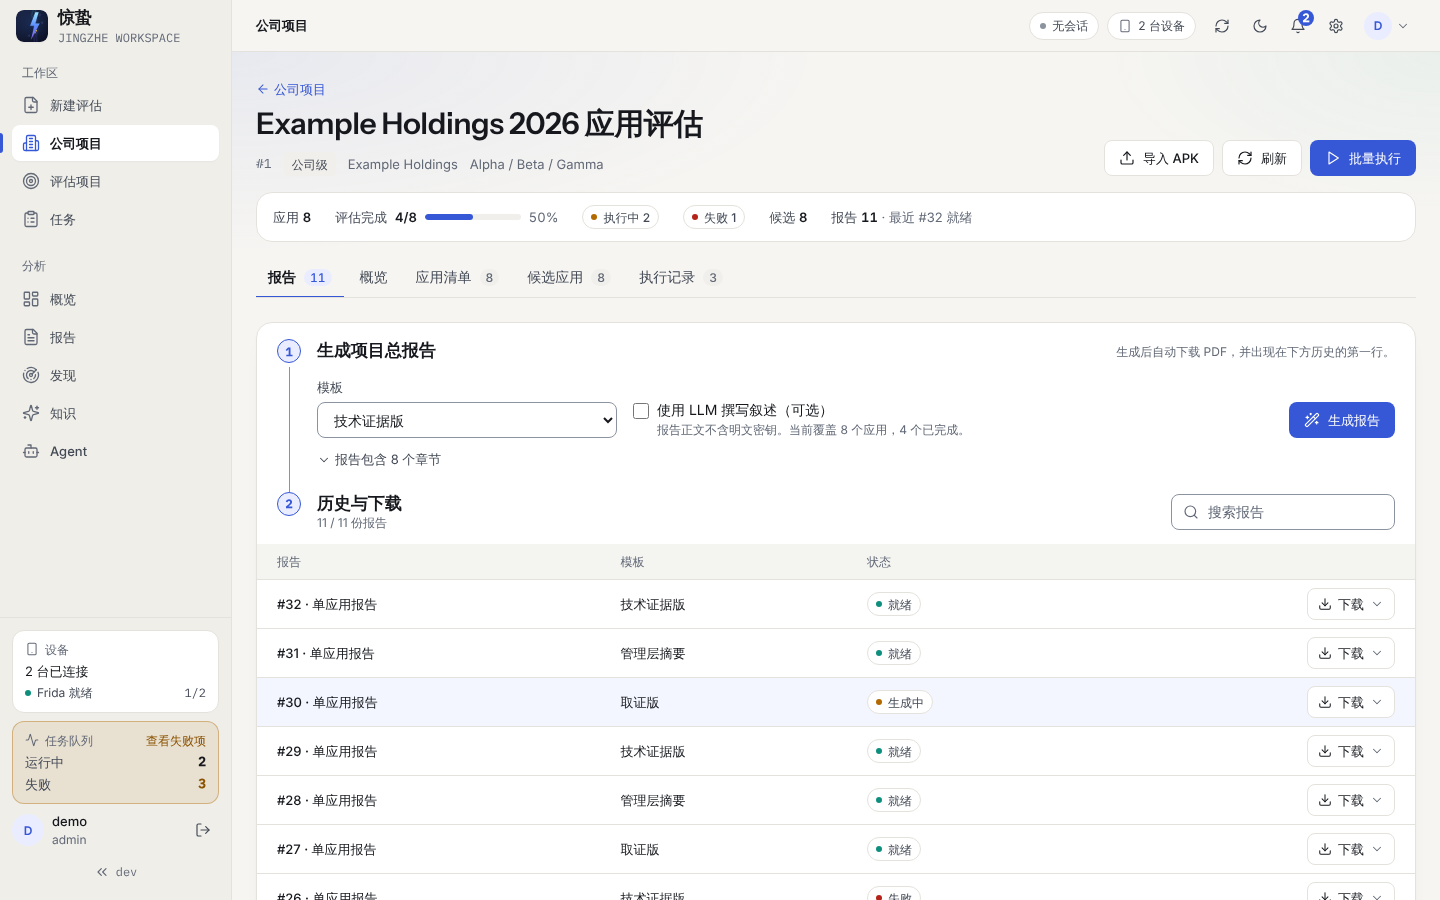 惊蛰
JINGZHE WORKSPACE
工作区
新建评估
公司项目
评估项目
任务
分析
概览
报告
发现
知识
Agent
设备
2 台已连接
Frida 就绪 1/2
任务队列 查看失败项
运行中 2
失败 3
D demo
admin
dev
公司项目
无会话
2 台设备
2
D
公司项目
Example Holdings 2026 应用评估
#1 公司级 Example Holdings Alpha / Beta / Gamma
导入 APK 刷新 批量执行
应用 8 评估完成 4/8 50% 执行中 2 失败 1 候选 8 报告 11 · 最近 #32 就绪
报告 11 概览 应用清单 8 候选应用 8 执行记录 3
1 生成项目总报告 生成后自动下载 PDF，并出现在下方历史的第一行。
模板
技术证据版 使用 LLM 撰写叙述（可选） 生成报告
报告正文不含明文密钥。当前覆盖 8 个应用，4 个已完成。
报告包含 8 个章节
2 历史与下载 搜索报告
11 / 11 份报告
报告 模板 状态
#32 · 单应用报告 技术证据版 就绪 下载
#31 · 单应用报告 管理层摘要 就绪 下载
#30 · 单应用报告 取证版 生成中 下载
#29 · 单应用报告 技术证据版 就绪 下载
#28 · 单应用报告 管理层摘要 就绪 下载
#27 · 单应用报告 取证版 就绪 下载
#26 · 单应用报告 技术证据版 失败 下载